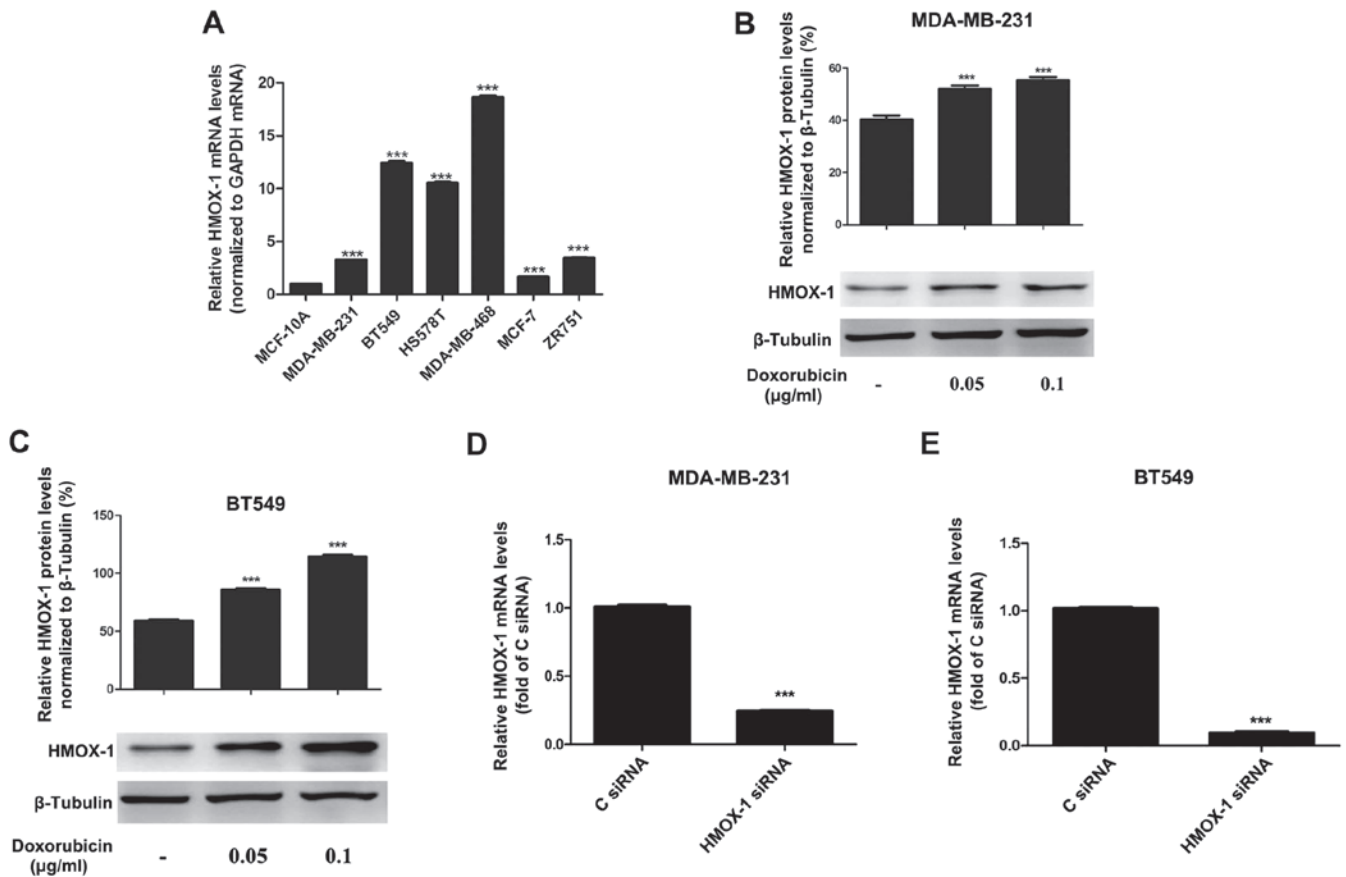 A
Relative HMOX-1 mRNA levels
(normalized to GAPDH mRNA)
20
15
10
5
0
***
***
***
***
***
***
MCF-10A
MDA-MB-231
BT549
HS578T
MDA-MB-468
MCF-7
ZR751
B
MDA-MB-231
Relative HMOX-1 protein levels
normalized to β-Tubulin (%)
60
40
20
0
***
***
HMOX-1
β-Tubulin
Doxorubicin
(μg/ml)
-
0.05
0.1
C
BT549
Relative HMOX-1 protein levels
normalized to β-Tubulin (%)
150
100
50
0
***
***
HMOX-1
β-Tubulin
Doxorubicin
(μg/ml)
-
0.05
0.1
D
MDA-MB-231
Relative HMOX-1 mRNA levels
(fold of C siRNA)
1.5
1.0
0.5
0.0
***
C siRNA
HMOX-1 siRNA
E
BT549
Relative HMOX-1 mRNA levels
(fold of C siRNA)
1.5
1.0
0.5
0.0
***
C siRNA
HMOX-1 siRNA